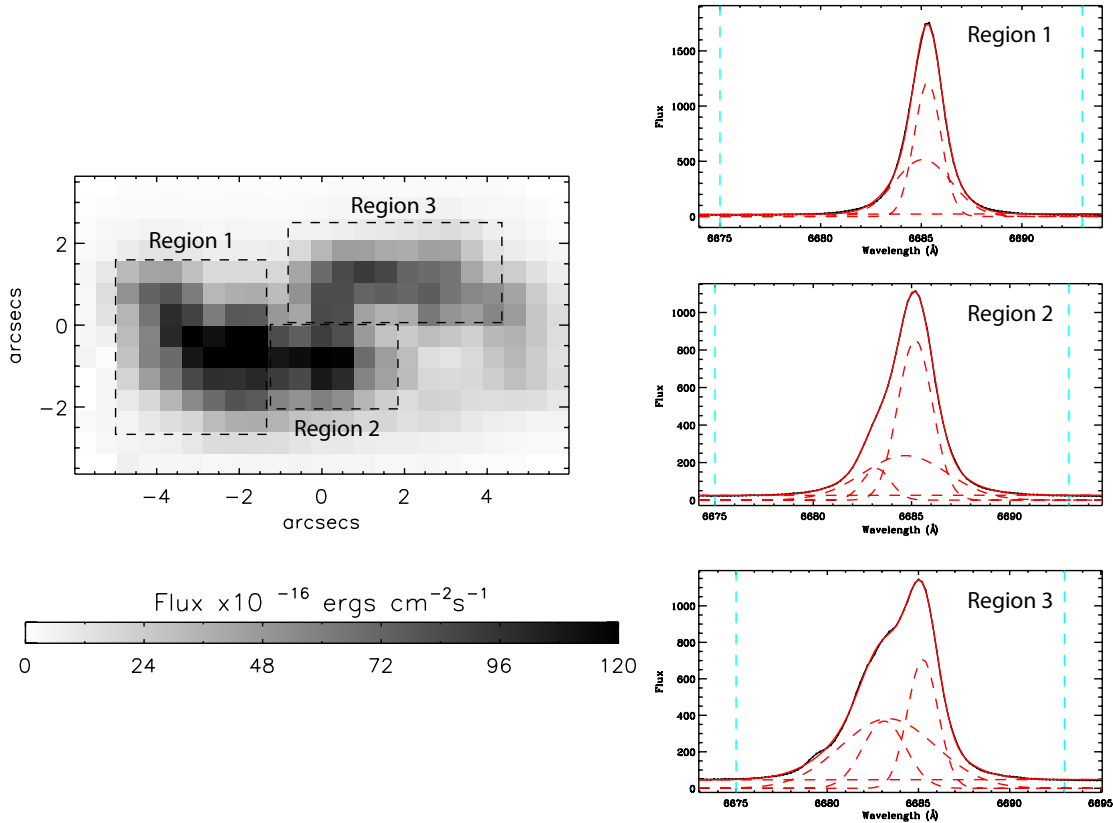 Region 3
Region 1
Region 2
2
0
−2
arcsecs
−4
−2
0
2
4
arcsecs
Flux x10 −16 ergs cm−2s−1
0
24
48
72
96
120
Region 1
1500
1000
500
0
Flux
6675
6680
6685
6690
Wavelength (Å)
Region 2
1000
800
600
400
200
0
Flux
6675
6680
6685
6690
Wavelength (Å)
Region 3
1000
800
600
400
200
0
Flux
6675
6680
6685
6690
6695
Wavelength (Å)